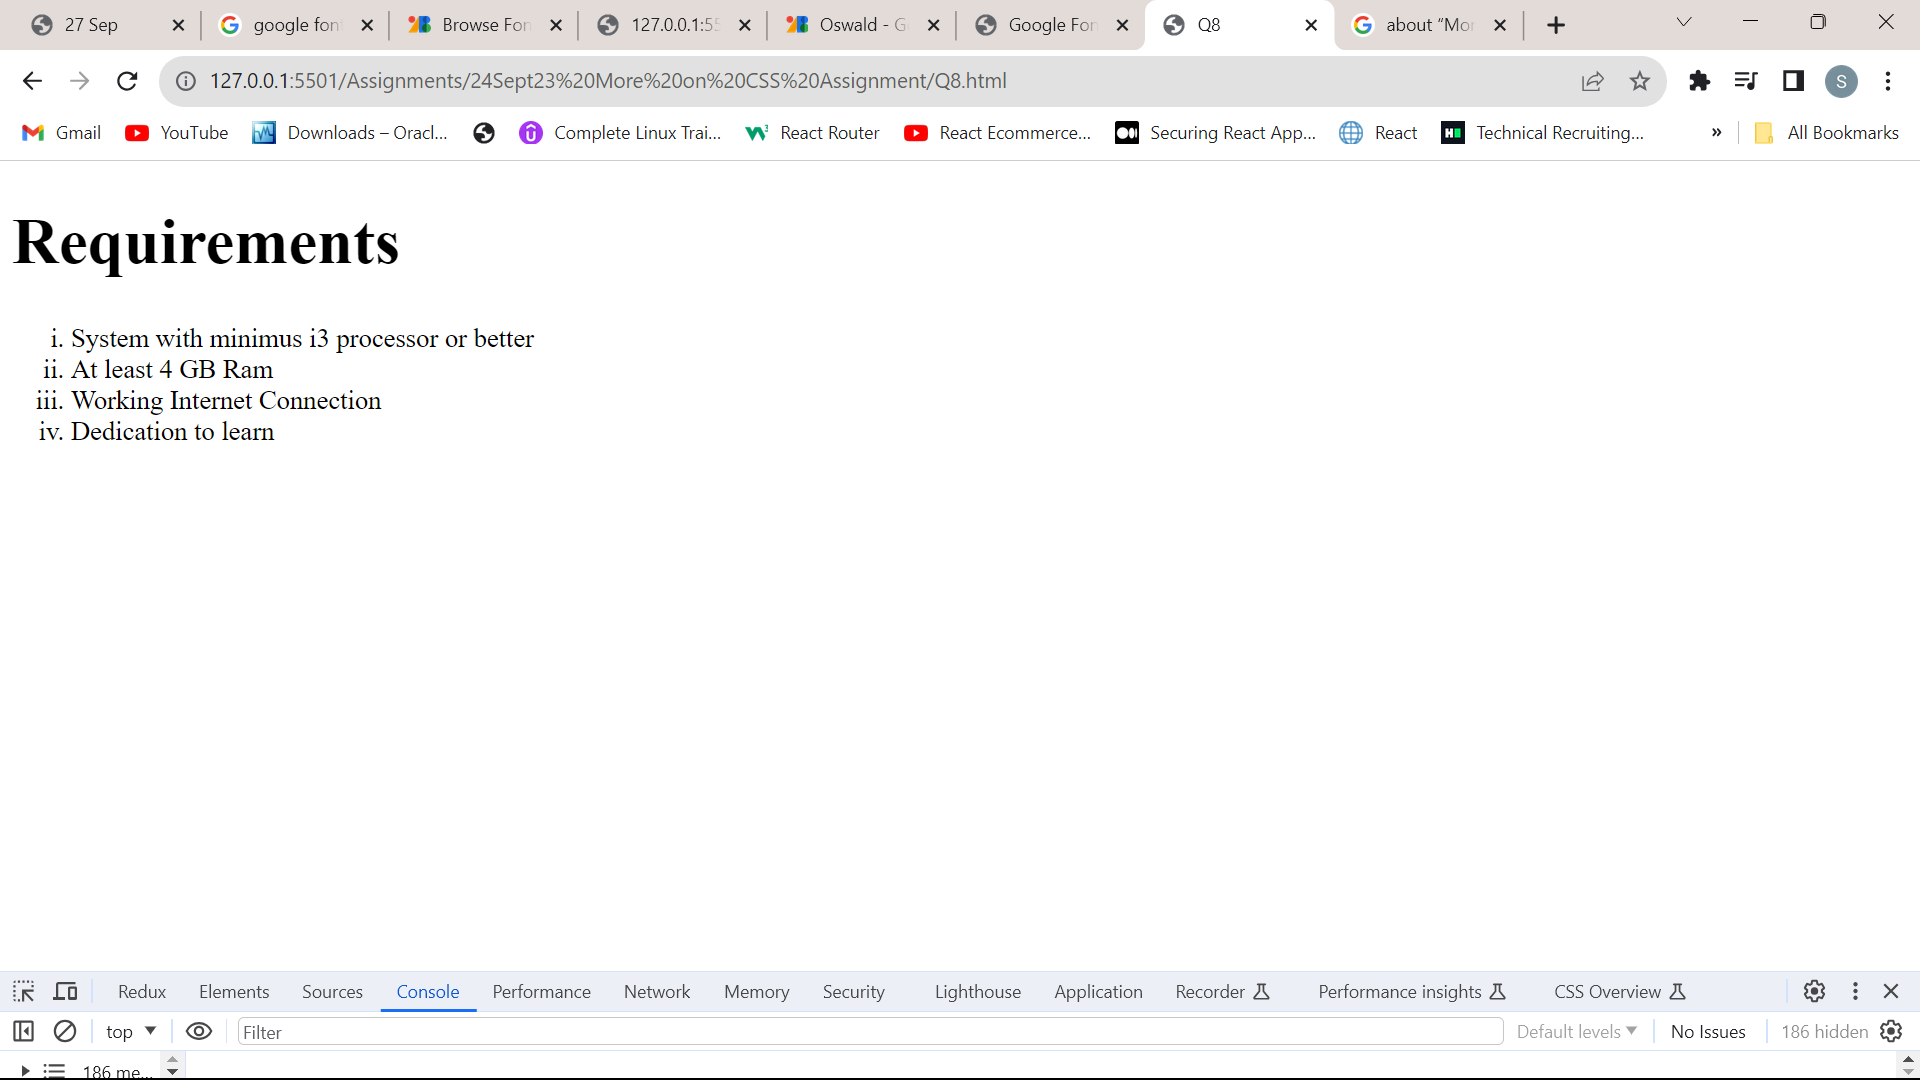 27 Sep
google fon
Browse Fon
127.0.0.1:55
Oswald - G
Google Fon
Q8
about “Mor
127.0.0.1:5501/Assignments/24Sept23%20More%20on%20CSS%20Assignment/Q8.html
S
Gmail
YouTube
Downloads – Oracl...
Complete Linux Trai...
React Router
React Ecommerce...
Securing React App...
React
Technical Recruiting...
»
All Bookmarks
Requirements
i. System with minimus i3 processor or better
ii. At least 4 GB Ram
iii. Working Internet Connection
iv. Dedication to learn
Redux
Elements
Sources
Console
Performance
Network
Memory
Security
Lighthouse
Application
Recorder
Performance insights
CSS Overview
top
Filter
Default levels
No Issues
186 hidden
186 me...